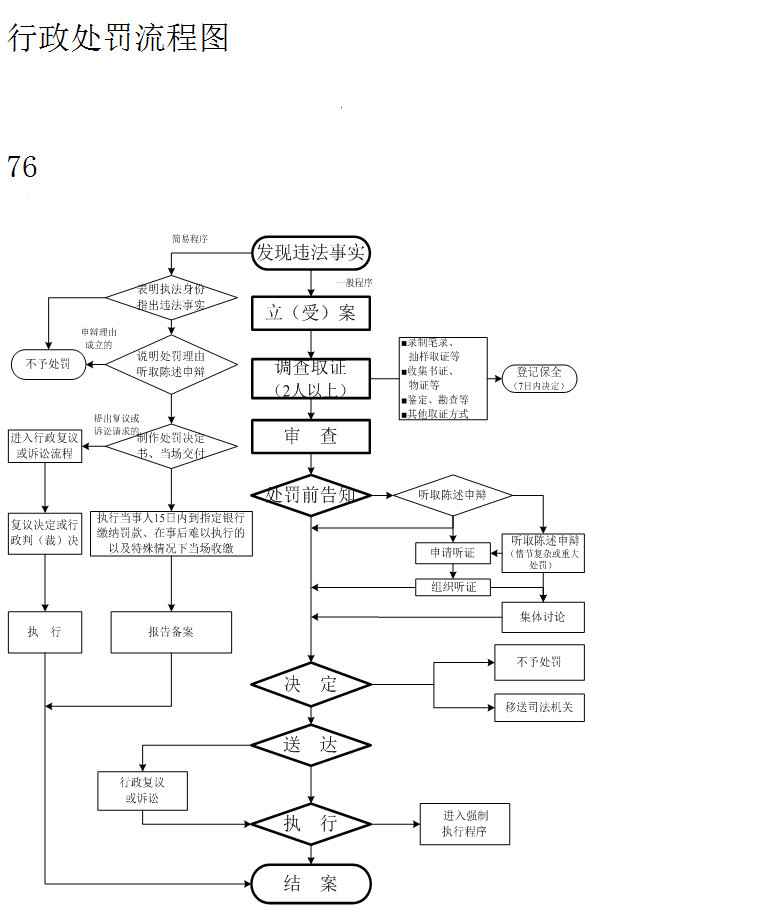 行政处罚流程图
76
简易程序
发现违法事实
一般程序
表明执法身份
指出违法事实
立（受）案
申辩理由
成立的
不予处罚
说明处罚理由
听取陈述申辩
调查取证
（2人以上）
■录制笔录、
抽样取证等
■收集书证、
物证等
■鉴定、勘查等
■其他取证方式
登记保全
（7日内决定）
提出复议或
诉讼请求的
进入行政复议
或诉讼流程
制作处罚决定
书、当场交付
审 查
处罚前告知
听取陈述申辩
复议决定或行
政判（裁）决
执行当事人15日内到指定银行
缴纳罚款、在事后难以执行的
以及特殊情况下当场收缴
申请听证
听取陈述申辩
（情节复杂或重大
处罚）
组织听证
集体讨论
执 行
报告备案
不予处罚
决 定
移送司法机关
送 达
行政复议
或诉讼
执 行
进入强制
执行程序
结 案